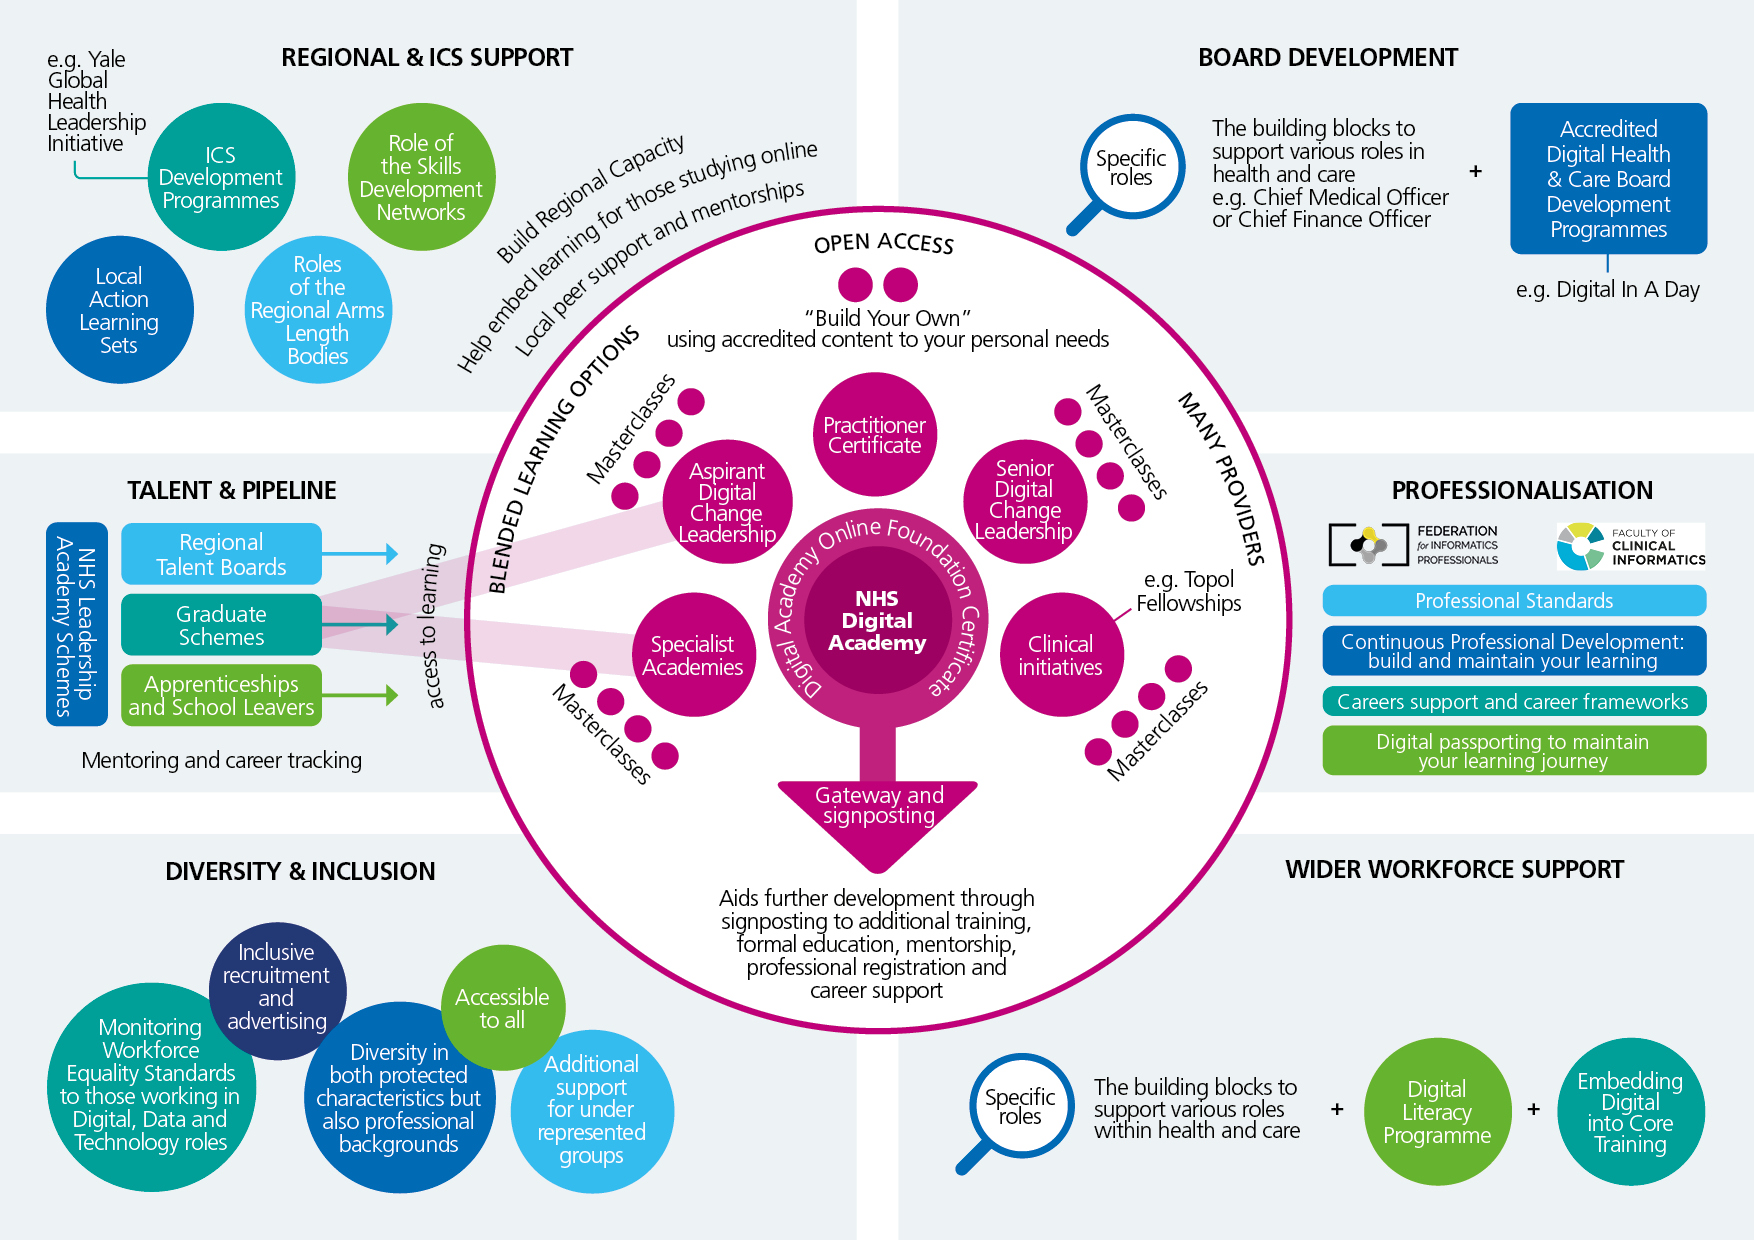 REGIONAL & ICS SUPPORT
e.g. Yale
Global
Health
Leadership
Initiative
ICS
Development
Programmes
Role of
the Skills
Development
Networks
Local
Action
Learning
Sets
Roles
of the
Regional Arms
Length
Bodies
Build Regional Capacity
Help embed learning for those studying online
Local peer support and mentorships
BOARD DEVELOPMENT
Specific
roles
The building blocks to
support various roles in
health and care
e.g. Chief Medical Officer
or Chief Finance Officer
+
Accredited
Digital Health
& Care Board
Development
Programmes
e.g. Digital In A Day
OPEN ACCESS
"Build Your Own"
using accredited content to your personal needs
BLENDED LEARNING OPTIONS
MANY PROVIDERS
Masterclasses
Aspirant
Digital
Change
Leadership
Practitioner
Certificate
Senior
Digital
Change
Leadership
Masterclasses
Digital Academy Online Foundation Certificate
NHS
Digital
Academy
Specialist
Academies
Masterclasses
e.g. Topol
Fellowships
Clinical
initiatives
Masterclasses
Gateway and
signposting
Aids further development through
signposting to additional training,
formal education, mentorship,
professional registration and
career support
TALENT & PIPELINE
NHS Leadership
Academy Schemes
Regional
Talent Boards
Graduate
Schemes
Apprenticeships
and School Leavers
access to learning
Mentoring and career tracking
PROFESSIONALISATION
FEDERATION
for INFORMATICS
PROFESSIONALS
FACULTY OF
CLINICAL
INFORMATICS
Professional Standards
Continuous Professional Development:
build and maintain your learning
Careers support and career frameworks
Digital passporting to maintain
your learning journey
DIVERSITY & INCLUSION
Monitoring
Workforce
Equality Standards
to those working in
Digital, Data and
Technology roles
Inclusive
recruitment
and
advertising
Diversity in
both protected
characteristics but
also professional
backgrounds
Accessible
to all
Additional
support
for under
represented
groups
WIDER WORKFORCE SUPPORT
Specific
roles
The building blocks to
support various roles
within health and care
+
Digital
Literacy
Programme
+
Embedding
Digital
into Core
Training